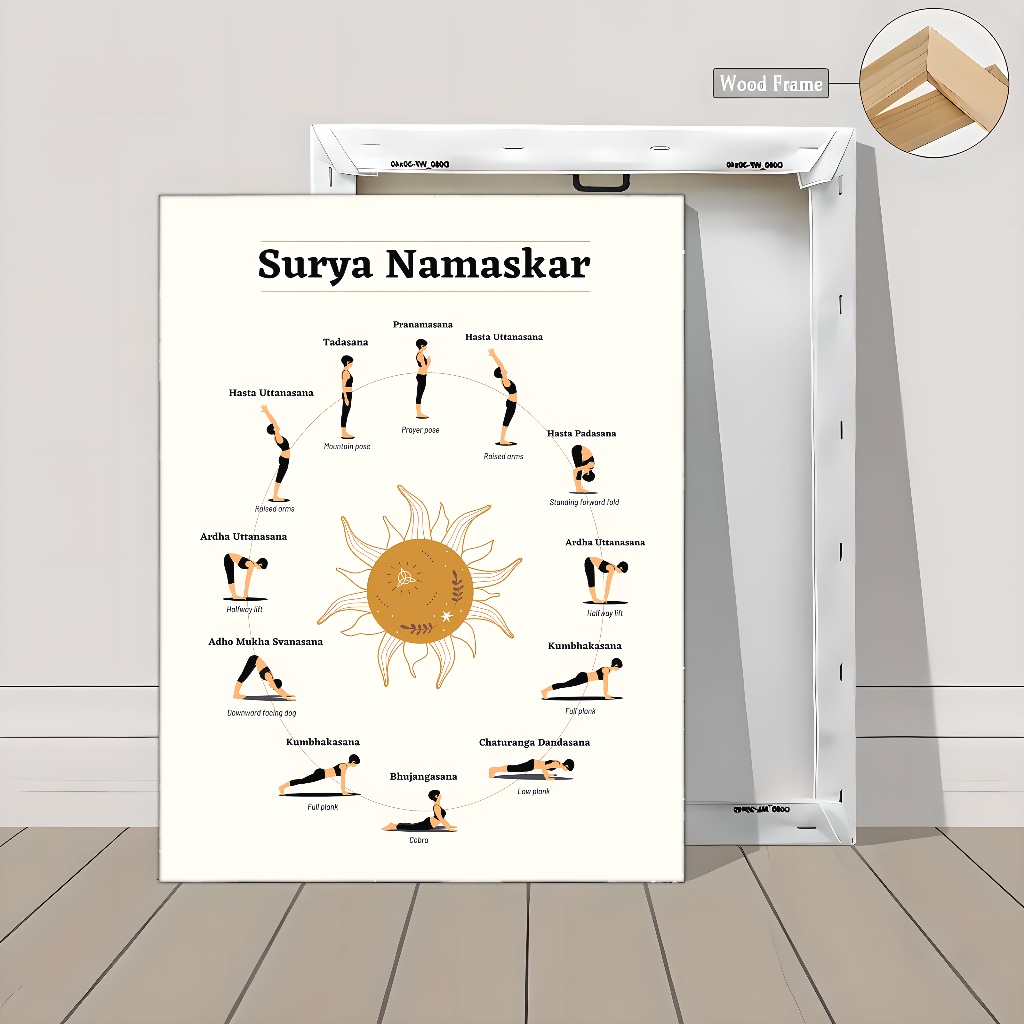 Wood Frame
Surya Namaskar
Pranamasana
Prayer pose
Hasta Uttanasana
Raised arms
Hasta Padasana
Standing forward fold
Ardha Uttanasana
Halfway lift
Kumbhakasana
Full plank
Chaturanga Dandasana
Low plank
Bhujangasana
Cobra
Kumbhakasana
Full plank
Adho Mukha Svanasana
Downward facing dog
Ardha Uttanasana
Halfway lift
Hasta Uttanasana
Raised arms
Tadasana
Mountain pose